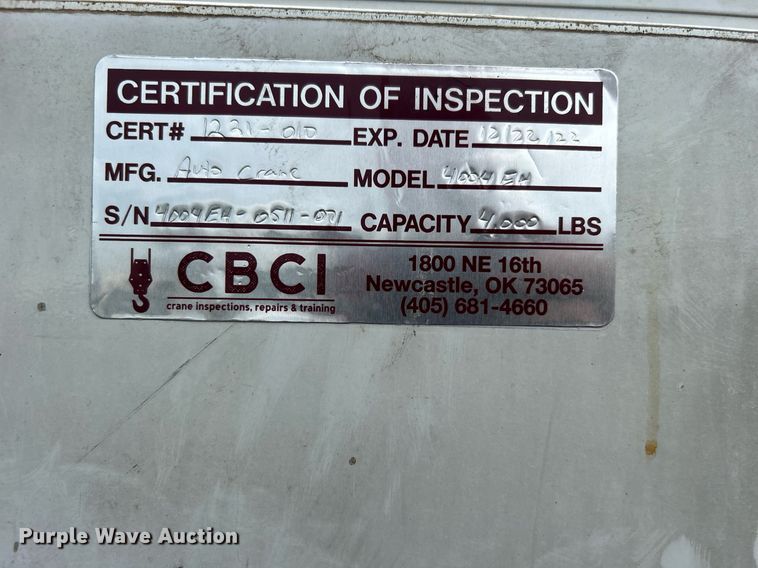 CERTIFICATION OF INSPECTION
CERT# 1221-010 EXP. DATE 12/22/22
MFG. Auto Crane MODEL 4004EH
S/N 4004EH-0511-071 CAPACITY 4,000 LBS
CBCI
crane inspections, repairs & training
1800 NE 16th
Newcastle, OK 73065
(405) 681-4660
Purple Wave Auction®